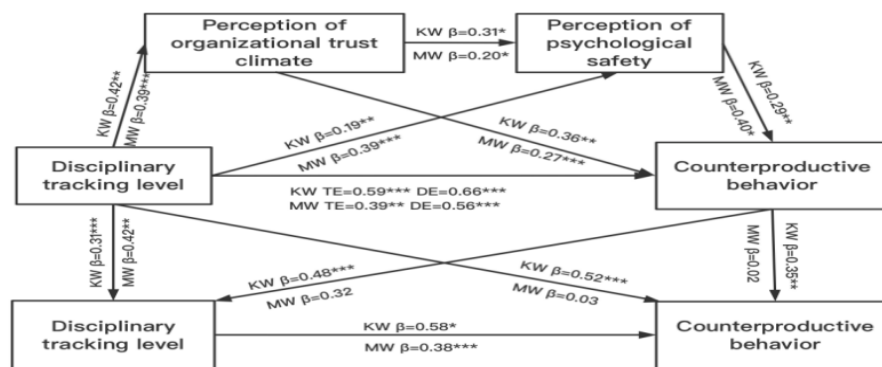 Perception of
organizational trust
climate
KW β=0.31*
MW β=0.20*
Perception of
psychological
safety
KW β=0.42**
MW β=0.39***
KW β=0.19**
MW β=0.39***
KW β=0.36**
MW β=0.27***
KW β=0.29**
MW β=0.40*
Disciplinary
tracking level
KW TE=0.59*** DE=0.66***
MW TE=0.39** DE=0.56***
Counterproductive
behavior
KW β=0.31***
MW β=0.42**
KW β=0.48***
MW β=0.32
KW β=0.52***
MW β=0.03
KW β=0.35**
MW β=0.02
Disciplinary
tracking level
KW β=0.58*
MW β=0.38***
Counterproductive
behavior